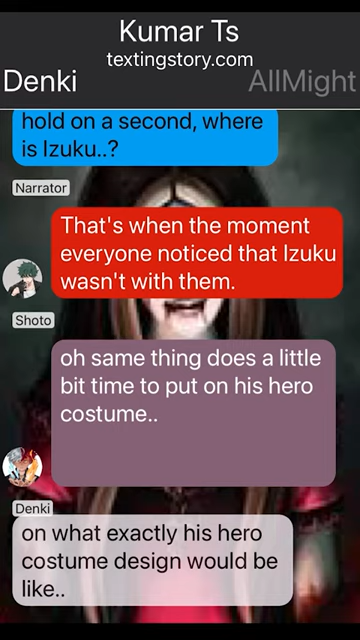 Kumar Ts
textingstory.com
Denki
AllMight
hold on a second, where
is Izuku..?
Narrator
That's when the moment
everyone noticed that Izuku
wasn't with them.
Shoto
oh same thing does a little
bit time to put on his hero
costume..
Denki
on what exactly his hero
costume design would be
like..